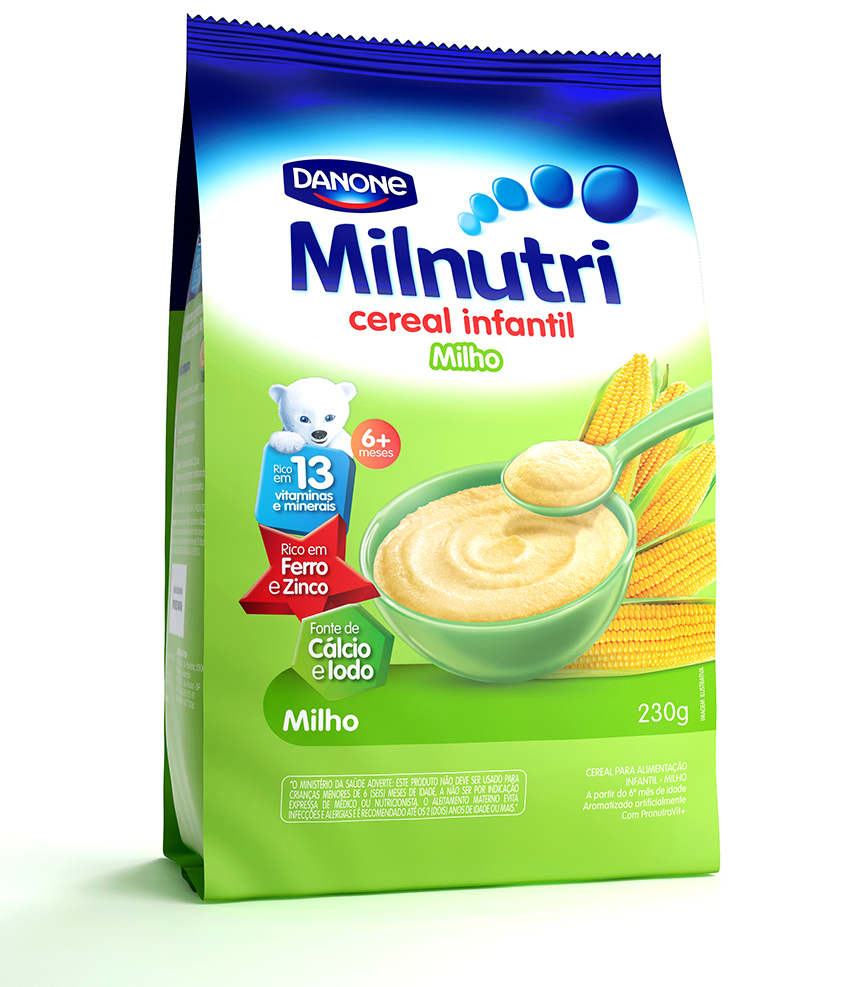 DANONE
Milnutri
cereal infantil
Milho
6+
meses
Rico
em 13
vitaminas
e minerais
Rico em
Ferro
e Zinco
Fonte de
Cálcio
e Iodo
Milho
230g
IMAGEM ILUSTRATIVA
"O MINISTÉRIO DA SAÚDE ADVERTE: ESTE PRODUTO NÃO DEVE SER USADO PARA
CRIANÇAS MENORES DE 6 (SEIS) MESES DE IDADE, A NÃO SER POR INDICAÇÃO
EXPRESSA DE MÉDICO OU NUTRICIONISTA. O ALEITAMENTO MATERNO EVITA
INFECÇÕES E ALERGIAS E É RECOMENDADO ATÉ OS 2 (DOIS) ANOS DE IDADE OU MAIS."
CEREAL PARA ALIMENTAÇÃO
INFANTIL - MILHO
A partir do 6º mês de idade
Aromatizado artificialmente
Com PronutraVit+